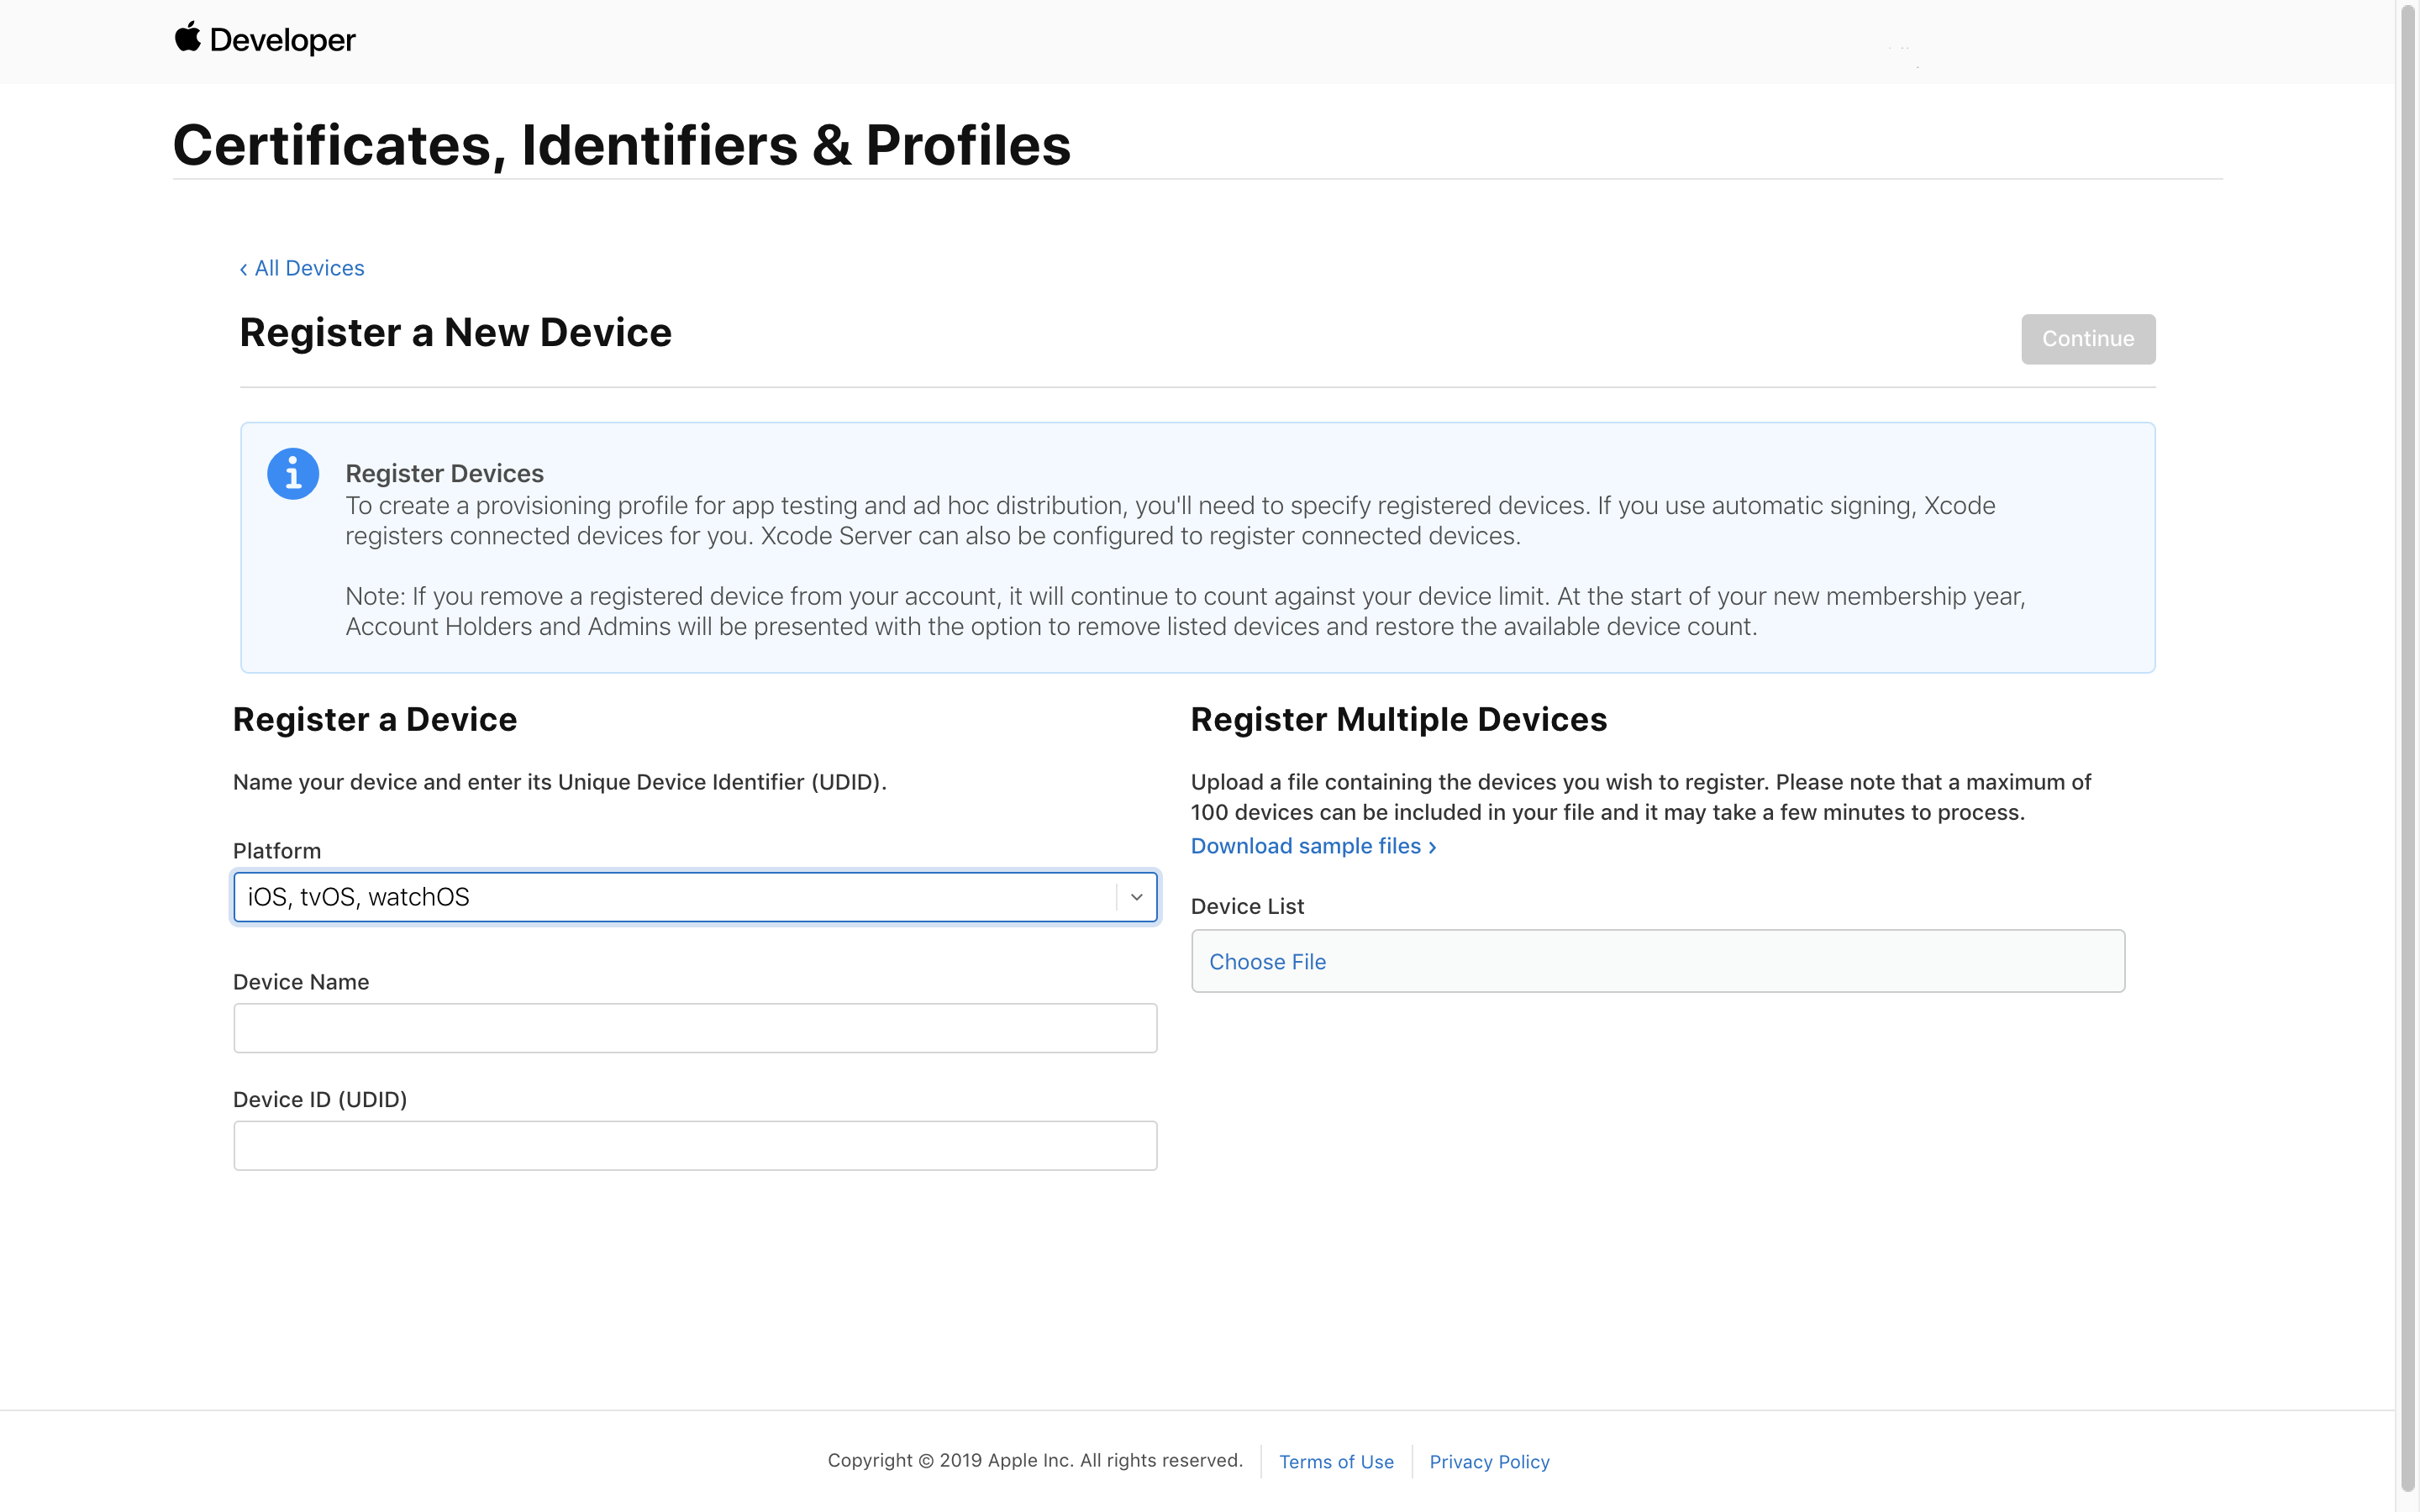 Developer
Certificates, Identifiers & Profiles
‹ All Devices
Register a New Device
Continue
Register Devices
To create a provisioning profile for app testing and ad hoc distribution, you'll need to specify registered devices. If you use automatic signing, Xcode
registers connected devices for you. Xcode Server can also be configured to register connected devices.
Note: If you remove a registered device from your account, it will continue to count against your device limit. At the start of your new membership year,
Account Holders and Admins will be presented with the option to remove listed devices and restore the available device count.
Register a Device
Name your device and enter its Unique Device Identifier (UDID).
Platform
iOS, tvOS, watchOS
Device Name
Device ID (UDID)
Register Multiple Devices
Upload a file containing the devices you wish to register. Please note that a maximum of
100 devices can be included in your file and it may take a few minutes to process.
Download sample files ›
Device List
Choose File
Copyright © 2019 Apple Inc. All rights reserved.
Terms of Use
Privacy Policy